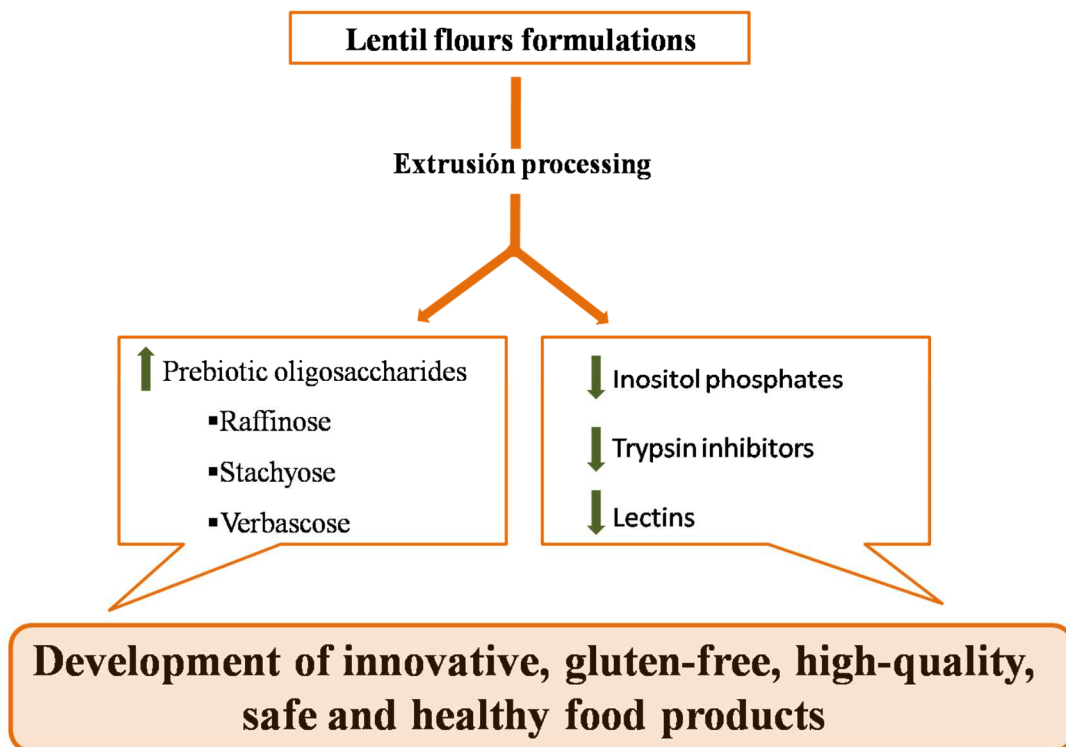 Lentil flours formulations
Extrusión processing
Prebiotic oligosaccharides
▪Raffinose
▪Stachyose
▪Verbascose
Inositol phosphates
Trypsin inhibitors
Lectins
Development of innovative, gluten-free, high-quality,
safe and healthy food products